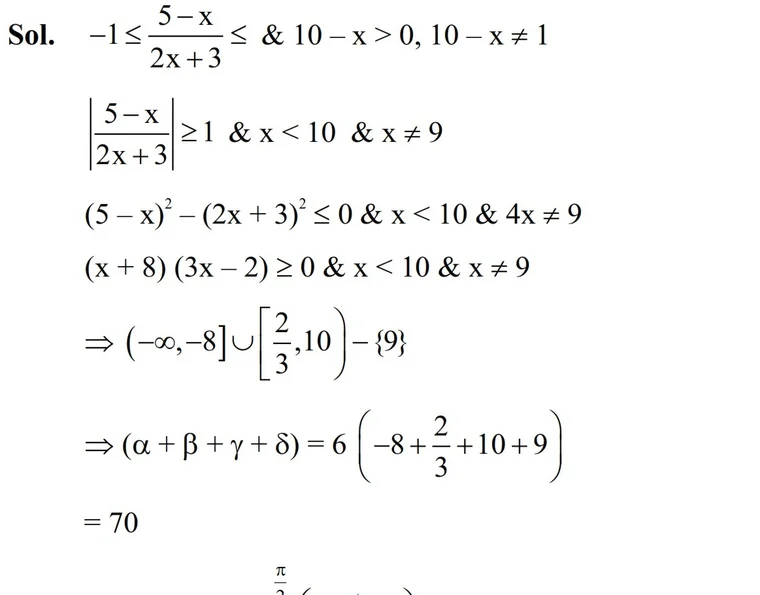 Sol. −1 ≤ (5 − x)/(2x + 3) ≤ & 10 – x > 0, 10 – x ≠ 1
|(5 − x)/(2x + 3)| ≥ 1 & x < 10 & x ≠ 9
(5 – x)² – (2x + 3)² ≤ 0 & x < 10 & 4x ≠ 9
(x + 8) (3x – 2) ≥ 0 & x < 10 & x ≠ 9
⇒ (−∞, −8] ∪ [2/3, 10) − {9}
⇒ (α + β + γ + δ) = 6 (−8 + 2/3 + 10 + 9)
= 70
π